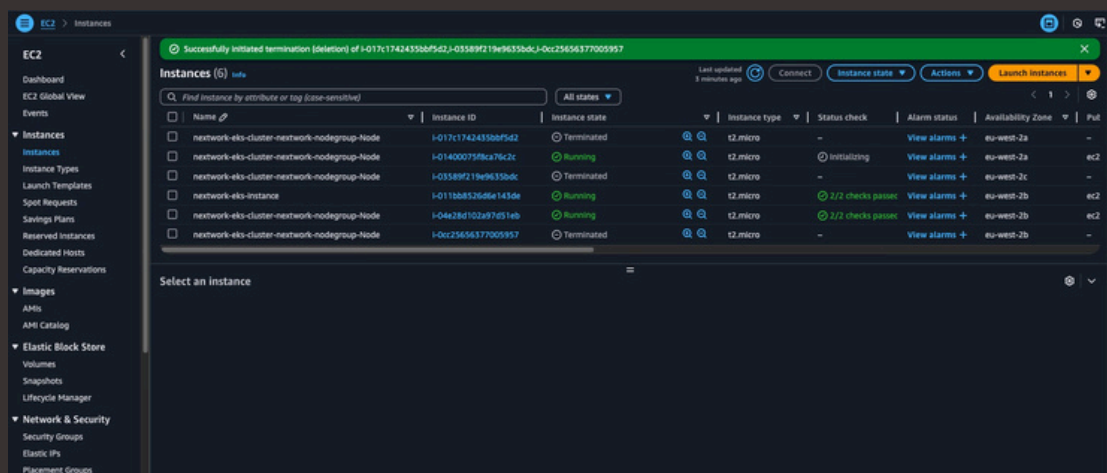 EC2 > Instances
EC2
Dashboard
EC2 Global View
Events
Instances
Instances
Instance Types
Launch Templates
Spot Requests
Savings Plans
Reserved Instances
Dedicated Hosts
Capacity Reservations
Images
AMIs
AMI Catalog
Elastic Block Store
Volumes
Snapshots
Lifecycle Manager
Network & Security
Security Groups
Elastic IPs
Placement Groups
Successfully initiated termination (deletion) of i-017c1742435bbf5d2,i-03589f219e9635bdc,i-0cc25656377005957
Instances (6) Info
Last updated
3 minutes ago
Connect Instance state Actions Launch instances
Find Instance by attribute or tag (case-sensitive) All states 1
Name Instance ID Instance state Instance type Status check Alarm status Availability Zone Put
nextwork-eks-cluster-nextwork-nodegroup-Node i-017c1742435bbf5d2 Terminated t2.micro – View alarms + eu-west-2a –
nextwork-eks-cluster-nextwork-nodegroup-Node i-01400075f8ca76c2c Running t2.micro Initializing View alarms + eu-west-2a ec2
nextwork-eks-cluster-nextwork-nodegroup-Node i-03589f219e9635bdc Terminated t2.micro – View alarms + eu-west-2c –
nextwork-eks-instance i-011bb8526d6e143de Running t2.micro 2/2 checks passec View alarms + eu-west-2b ec2
nextwork-eks-cluster-nextwork-nodegroup-Node i-04e28d102a97d51eb Running t2.micro 2/2 checks passec View alarms + eu-west-2b ec2
nextwork-eks-cluster-nextwork-nodegroup-Node i-0cc25656377005957 Terminated t2.micro – View alarms + eu-west-2b –
Select an instance